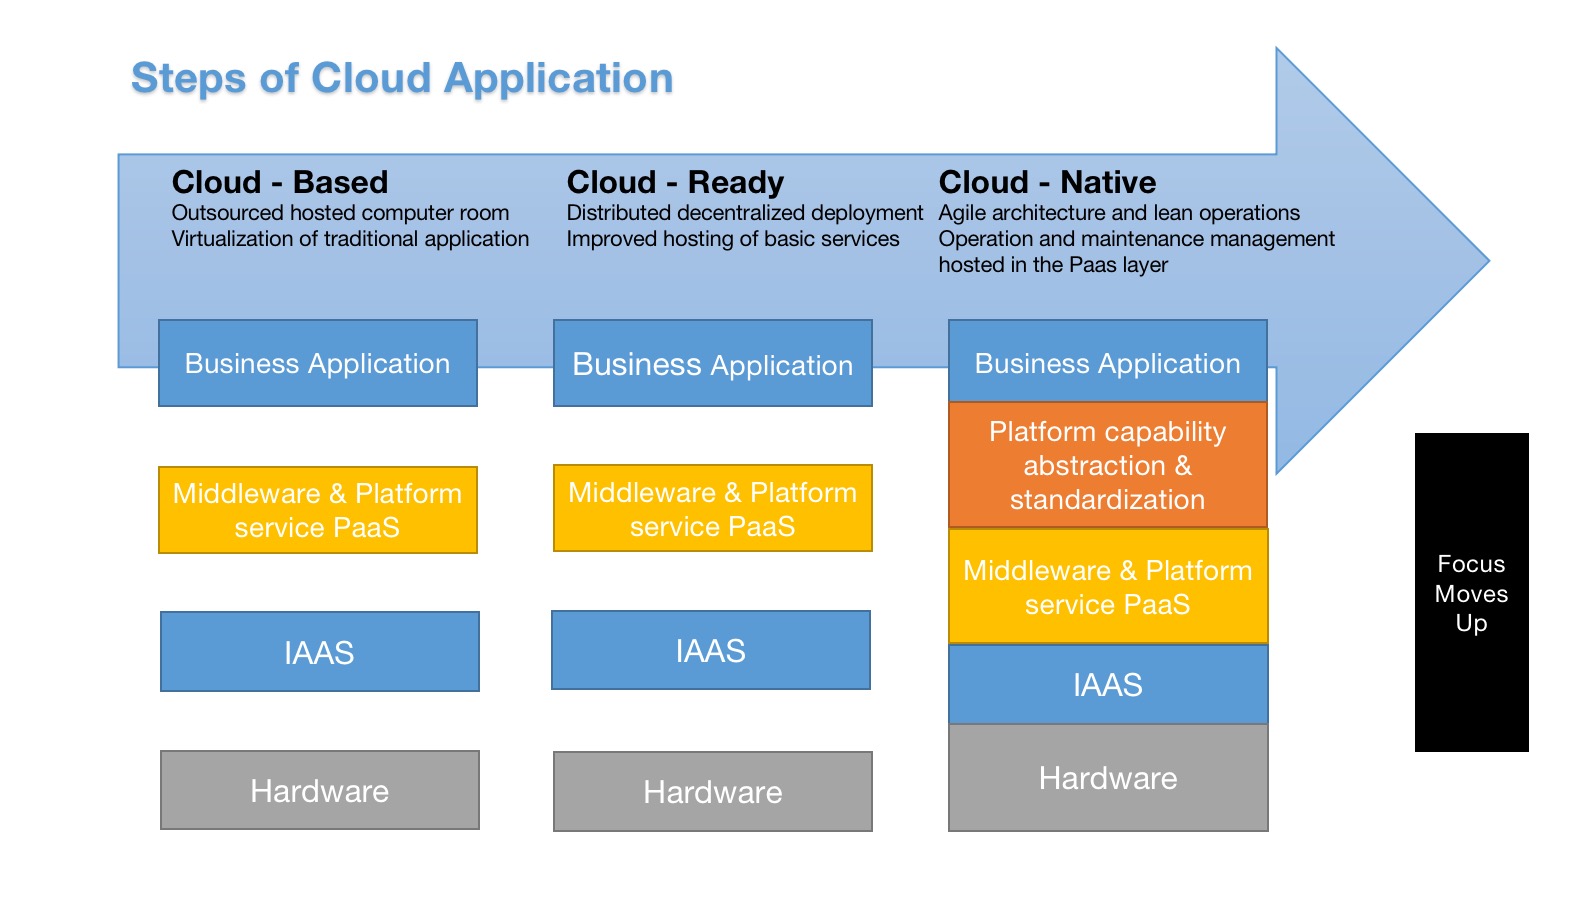 Steps of Cloud Application
Cloud - Based
Outsourced hosted computer room
Virtualization of traditional application
Cloud - Ready
Distributed decentralized deployment
Improved hosting of basic services
Cloud - Native
Agile architecture and lean operations
Operation and maintenance management
hosted in the Paas layer
Business Application
Middleware & Platform
service PaaS
IAAS
Hardware
Business Application
Middleware & Platform
service PaaS
IAAS
Hardware
Business Application
Platform capability
abstraction &
standardization
Middleware & Platform
service PaaS
IAAS
Hardware
Focus
Moves
Up